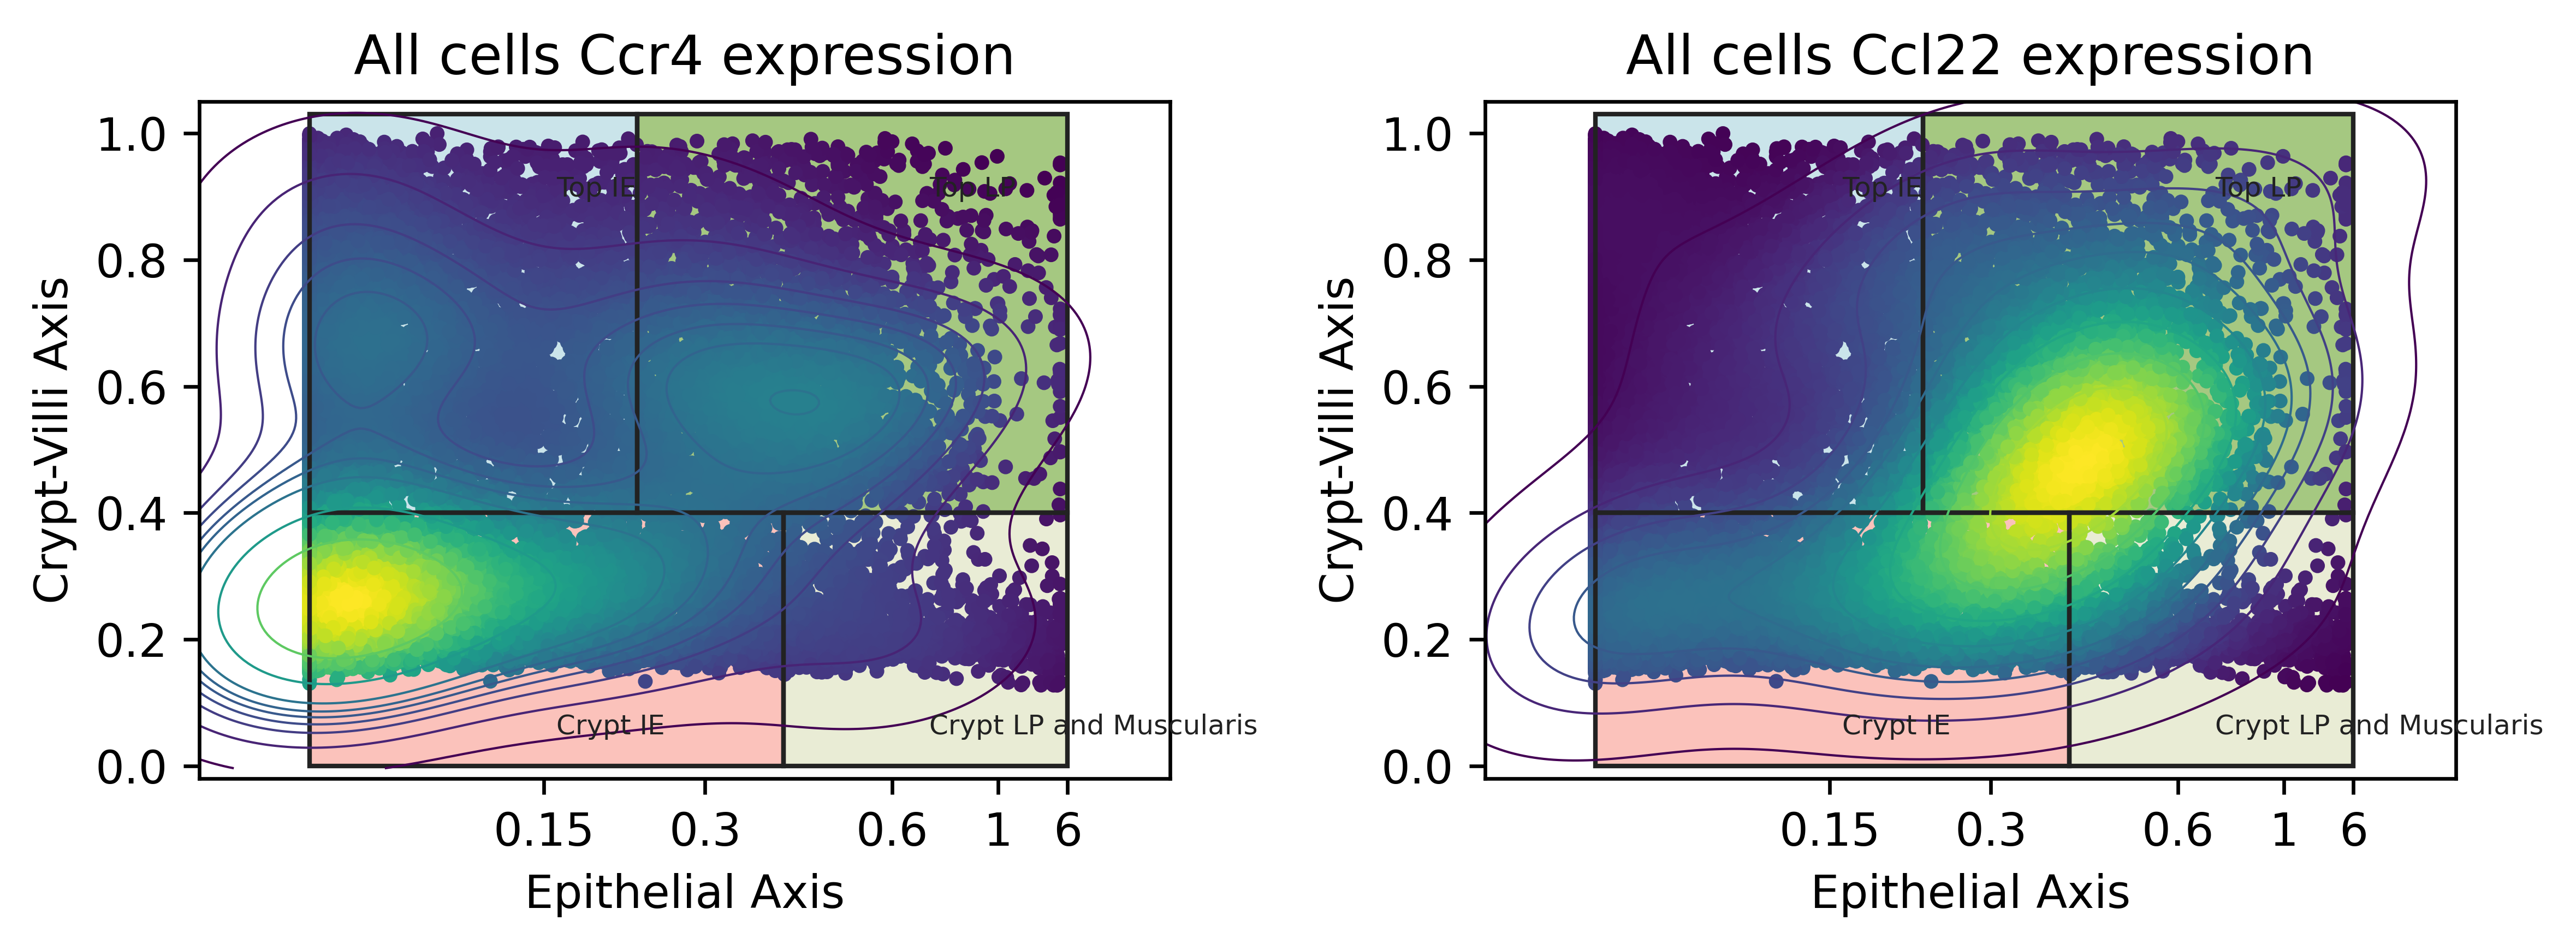 All cells Ccr4 expression
Crypt-Villi Axis
1.0
0.8
0.6
0.4
0.2
0.0
Top IE
Top LP
Crypt IE
Crypt LP and Muscularis
0.15
0.3
0.6
1
6
Epithelial Axis
All cells Ccl22 expression
Crypt-Villi Axis
1.0
0.8
0.6
0.4
0.2
0.0
Top IE
Top LP
Crypt IE
Crypt LP and Muscularis
0.15
0.3
0.6
1
6
Epithelial Axis